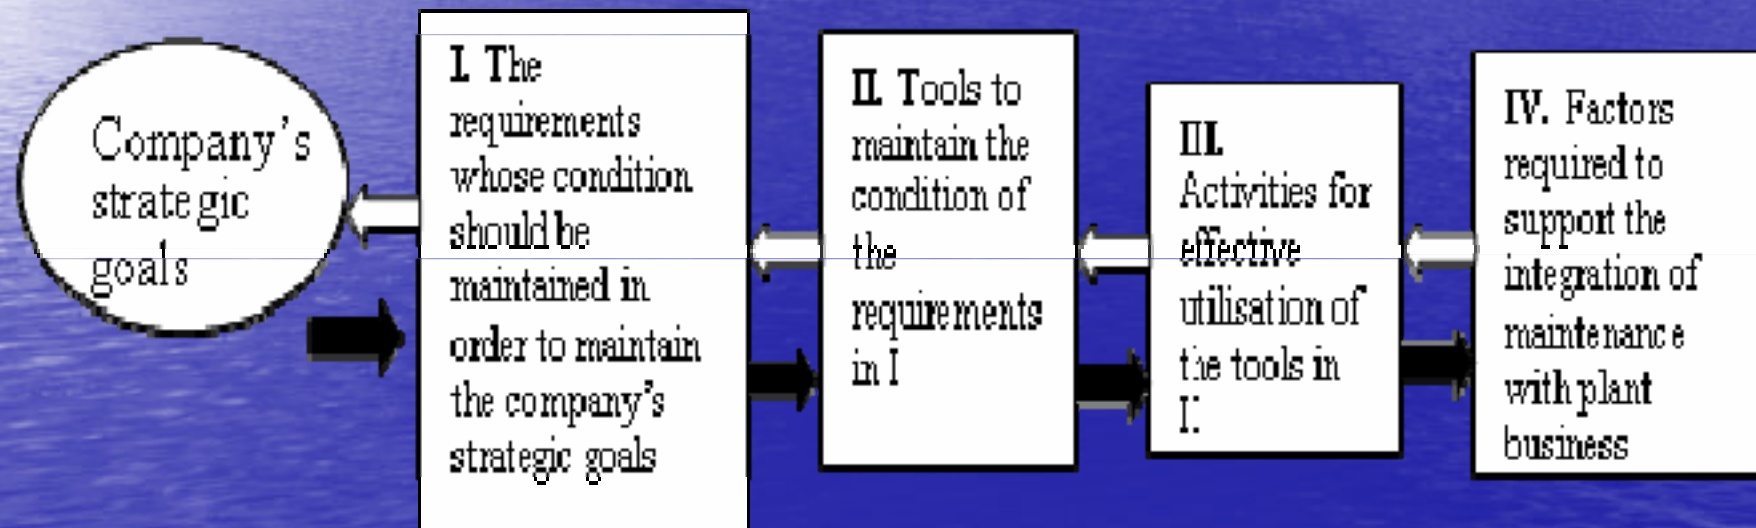 Company’s
strategic
goals
I. The
requirements
whose condition
should be
maintained in
order to maintain
the company’s
strategic goals
II. Tools to
maintain the
condition of
the
requirements
in I
III.
Activities for
effective
utilisation of
the tools in
IV. Factors
required to
support the
integration of
maintenance
with plant
business